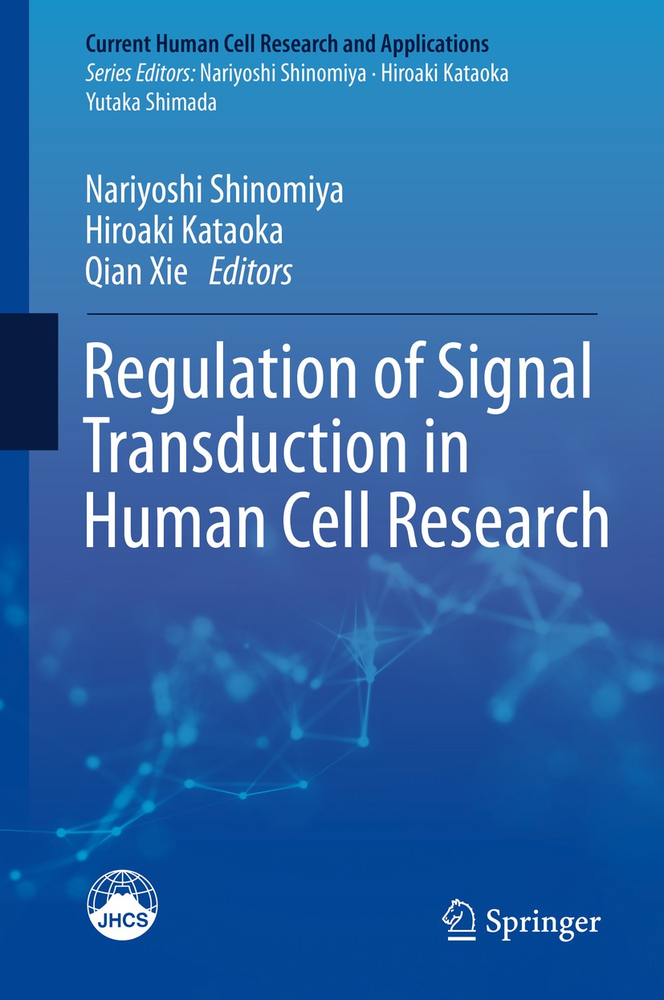 Current Human Cell Research and Applications
Series Editors: Nariyoshi Shinomiya · Hiroaki Kataoka
Yutaka Shimada
Nariyoshi Shinomiya
Hiroaki Kataoka
Qian Xie Editors
Regulation of Signal
Transduction in
Human Cell Research
JHCS
Springer